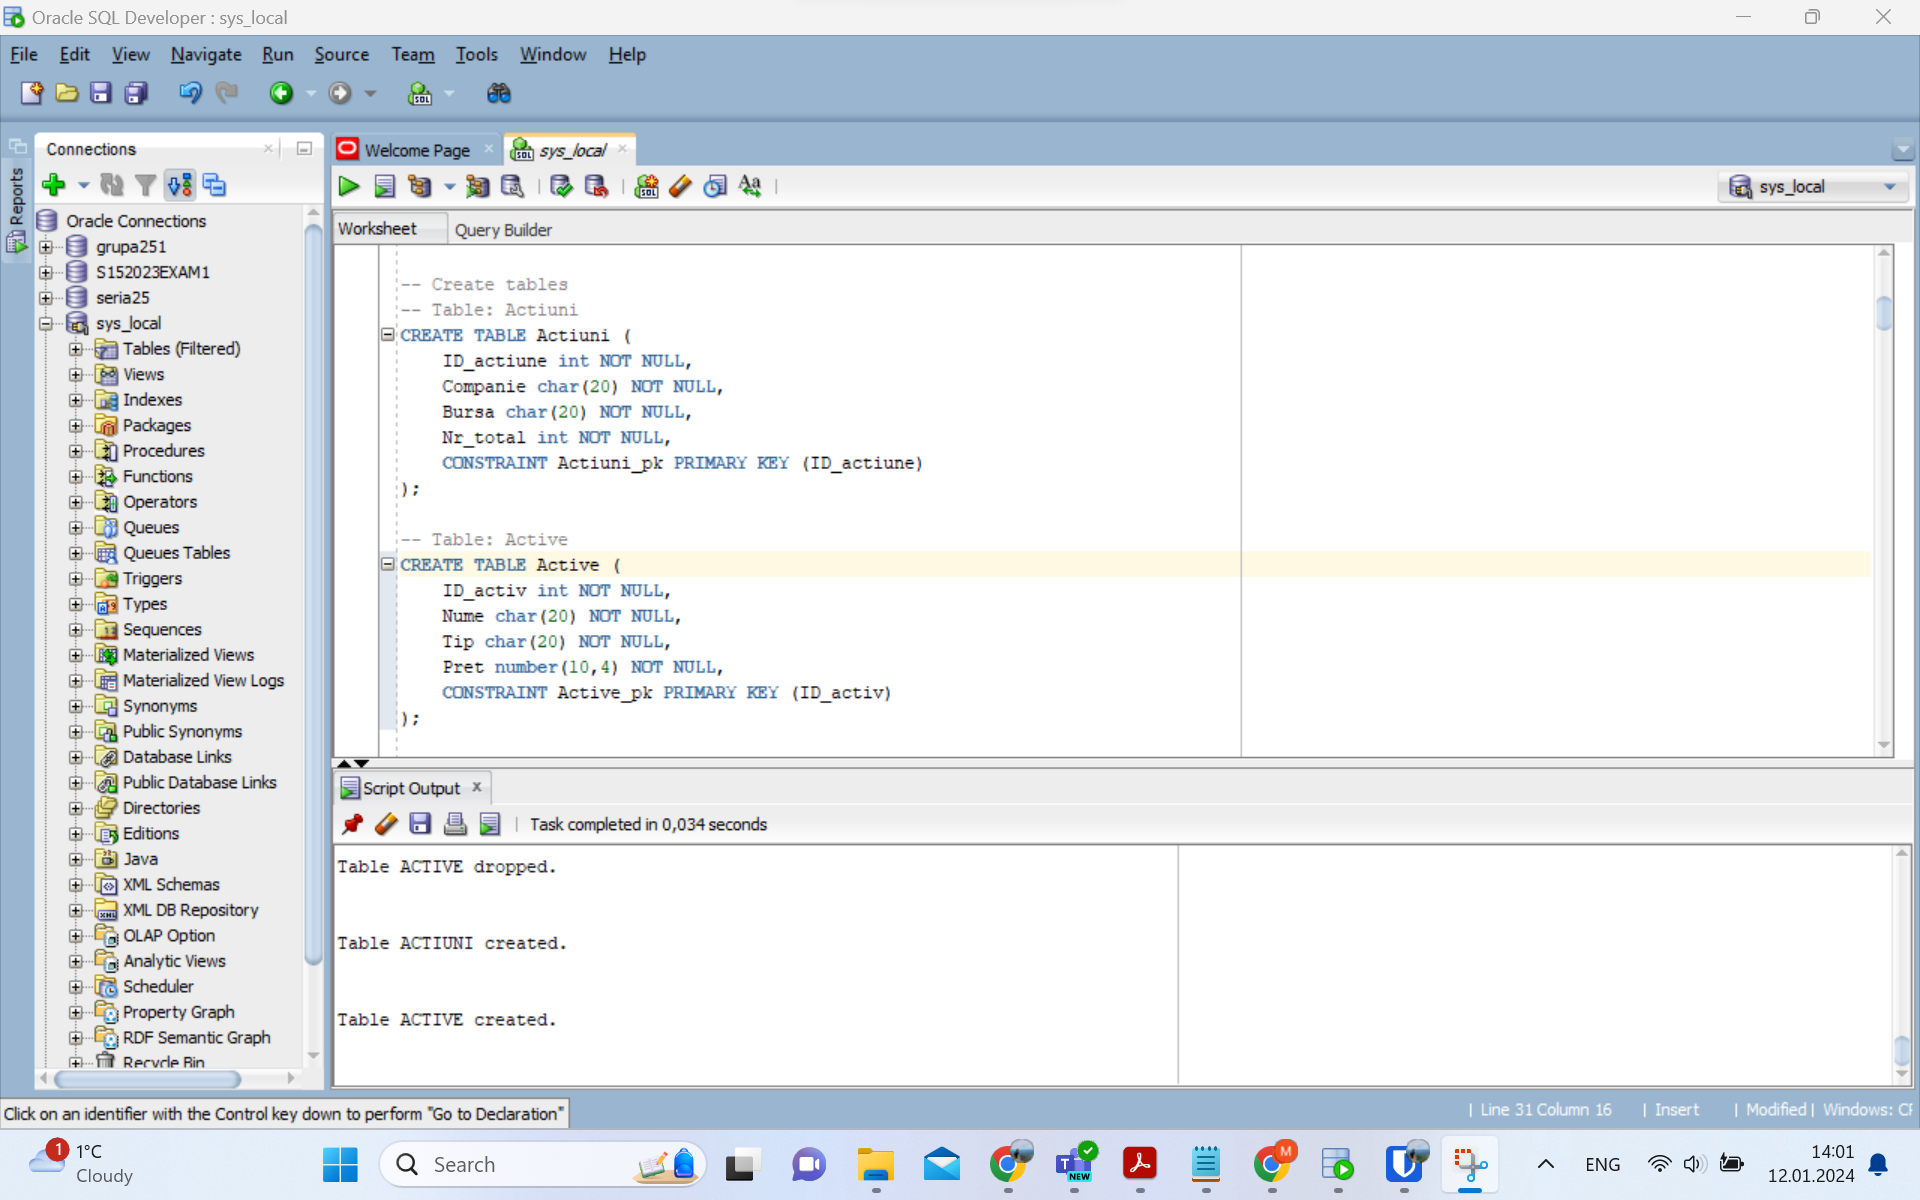 Oracle SQL Developer : sys_local
File Edit View Navigate Run Source Team Tools Window Help
Reports
Connections
Welcome Page
sys_local
sys_local
Oracle Connections
grupa251
S152023EXAM1
seria25
sys_local
Tables (Filtered)
Views
Indexes
Packages
Procedures
Functions
Operators
Queues
Queues Tables
Triggers
Types
Sequences
Materialized Views
Materialized View Logs
Synonyms
Public Synonyms
Database Links
Public Database Links
Directories
Editions
Java
XML Schemas
XML DB Repository
OLAP Option
Analytic Views
Scheduler
Property Graph
RDF Semantic Graph
Recycle Bin
Worksheet Query Builder
-- Create tables
-- Table: Actiuni
CREATE TABLE Actiuni (
ID_actiune int NOT NULL,
Companie char(20) NOT NULL,
Bursa char(20) NOT NULL,
Nr_total int NOT NULL,
CONSTRAINT Actiuni_pk PRIMARY KEY (ID_actiune)
);
-- Table: Active
CREATE TABLE Active (
ID_activ int NOT NULL,
Nume char(20) NOT NULL,
Tip char(20) NOT NULL,
Pret number(10,4) NOT NULL,
CONSTRAINT Active_pk PRIMARY KEY (ID_activ)
);
Script Output
Task completed in 0,034 seconds
Table ACTIVE dropped.
Table ACTIUNI created.
Table ACTIVE created.
Click on an identifier with the Control key down to perform "Go to Declaration"
Line 31 Column 16 | Insert | Modified | Windows: CF
1
1°C
Cloudy
Search
NEW
M
ENG
14:01
12.01.2024